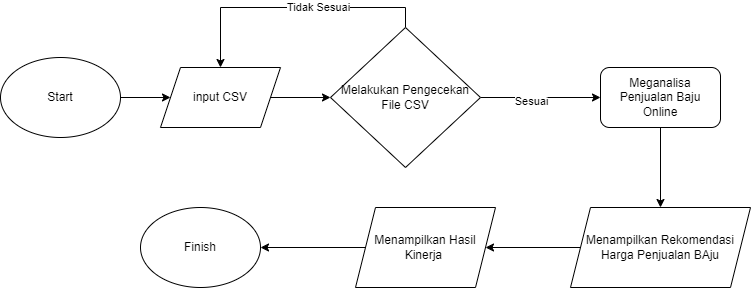 Tidak Sesuai
Start
input CSV
Melakukan Pengecekan
File CSV
Sesuai
Meganalisa
Penjualan Baju
Online
Menampilkan Rekomendasi
Harga Penjualan BAju
Menampilkan Hasil
Kinerja
Finish